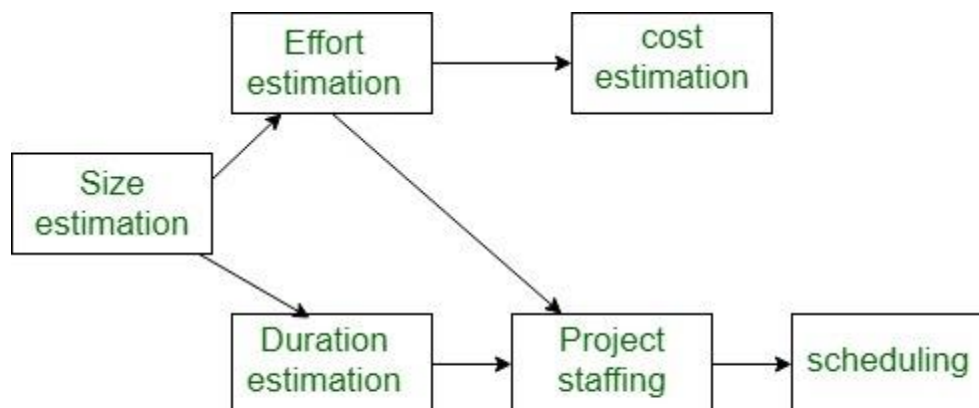 Effort
estimation
cost
estimation
Size
estimation
Duration
estimation
Project
staffing
scheduling